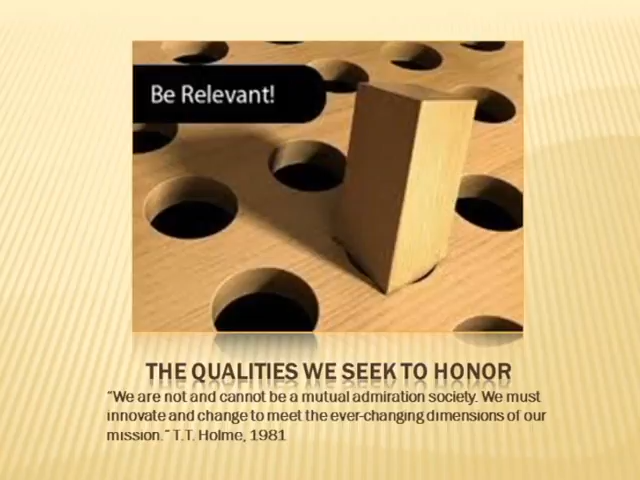 Be Relevant!
THE QUALITIES WE SEEK TO HONOR
"We are not and cannot be a mutual admiration society. We must
innovate and change to meet the ever-changing dimensions of our
mission." T.T. Holme, 1981